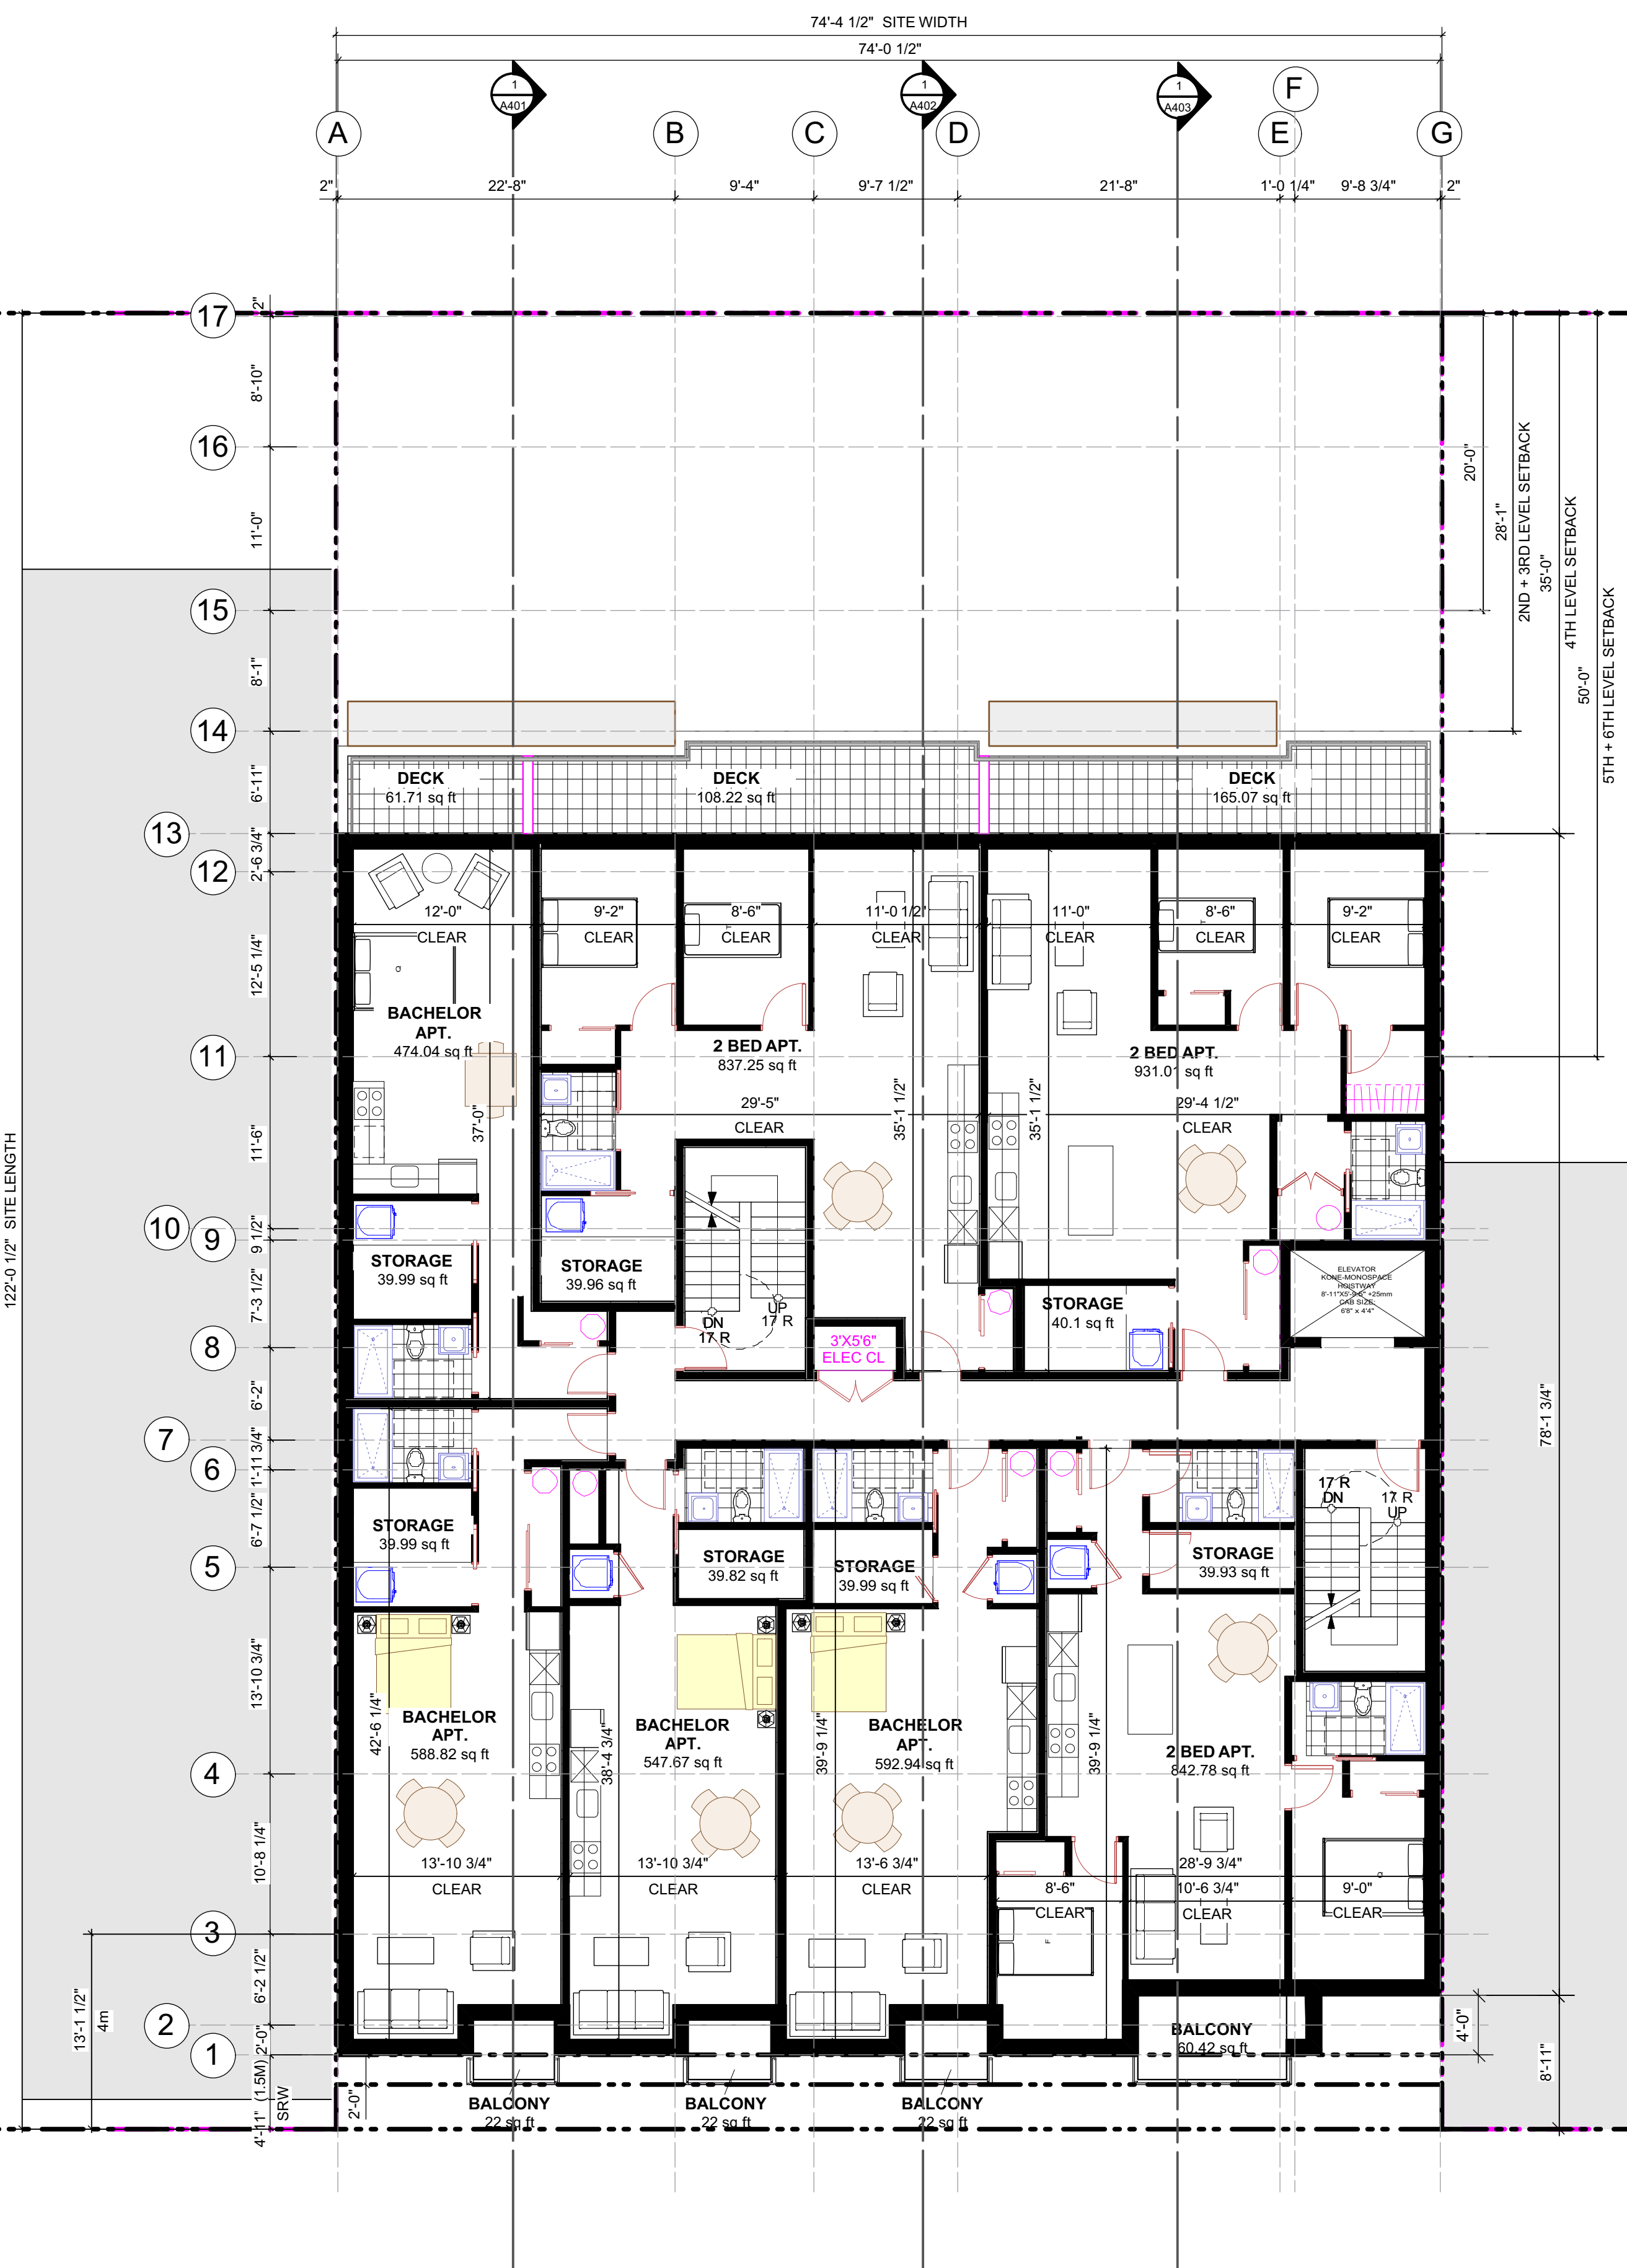 74'-4 1/2" SITE WIDTH
74'-0 1/2"
1
A401
1
A402
1
A403
A
B
C
D
E
F
G
2"
22'-8"
9'-4"
9'-7 1/2"
21'-8"
1'-0 1/4"
9'-8 3/4"
2"
17
16
15
14
13
12
11
10
9
8
7
6
5
4
3
2
1
2"
8'-10"
11'-0"
8'-1"
6'-11"
2'-6 3/4"
12'-5 1/4"
11'-6"
9 1/2"
7'-3 1/2"
6'-2"
1'-11 3/4"
6'-7 1/2"
13'-10 3/4"
10'-8 1/4"
6'-2 1/2"
2'-0"
4'-11" (1.5M)
SRW
2'-0"
13'-1 1/2"
4m
122'-0 1/2" SITE LENGTH
20'-0"
28'-1"
2ND + 3RD LEVEL SETBACK
35'-0"
4TH LEVEL SETBACK
50'-0"
5TH + 6TH LEVEL SETBACK
78'-1 3/4"
4'-0"
8'-11"
DECK
61.71 sq ft
DECK
108.22 sq ft
DECK
165.07 sq ft
12'-0"
CLEAR
9'-2"
CLEAR
8'-6"
CLEAR
11'-0 1/2"
CLEAR
11'-0"
CLEAR
8'-6"
CLEAR
9'-2"
CLEAR
BACHELOR
APT.
474.04 sq ft
37'-0"
2 BED APT.
837.25 sq ft
29'-5"
CLEAR
35'-1 1/2"
2 BED APT.
931.01 sq ft
29'-4 1/2"
CLEAR
35'-1 1/2"
STORAGE
39.99 sq ft
STORAGE
39.96 sq ft
DN
17 R
UP
17 R
3'X5'6"
ELEC CL
STORAGE
40.1 sq ft
ELEVATOR
KONE-MONOSPACE
HOISTWAY
8'-11"X5'-9.5" +25mm
CAB SIZE:
6'8" x 4'4"
STORAGE
39.99 sq ft
STORAGE
39.82 sq ft
STORAGE
39.99 sq ft
STORAGE
39.93 sq ft
17 R
DN
17 R
UP
BACHELOR
APT.
588.82 sq ft
42'-6 1/4"
BACHELOR
APT.
547.67 sq ft
38'-4 3/4"
BACHELOR
APT.
592.94 sq ft
39'-9 1/4"
2 BED APT.
842.78 sq ft
39'-9 1/4"
13'-10 3/4"
CLEAR
13'-10 3/4"
CLEAR
13'-6 3/4"
CLEAR
28'-9 3/4"
8'-6"
CLEAR
10'-6 3/4"
CLEAR
9'-0"
CLEAR
BALCONY
60.42 sq ft
BALCONY
22 sq ft
BALCONY
22 sq ft
BALCONY
22 sq ft